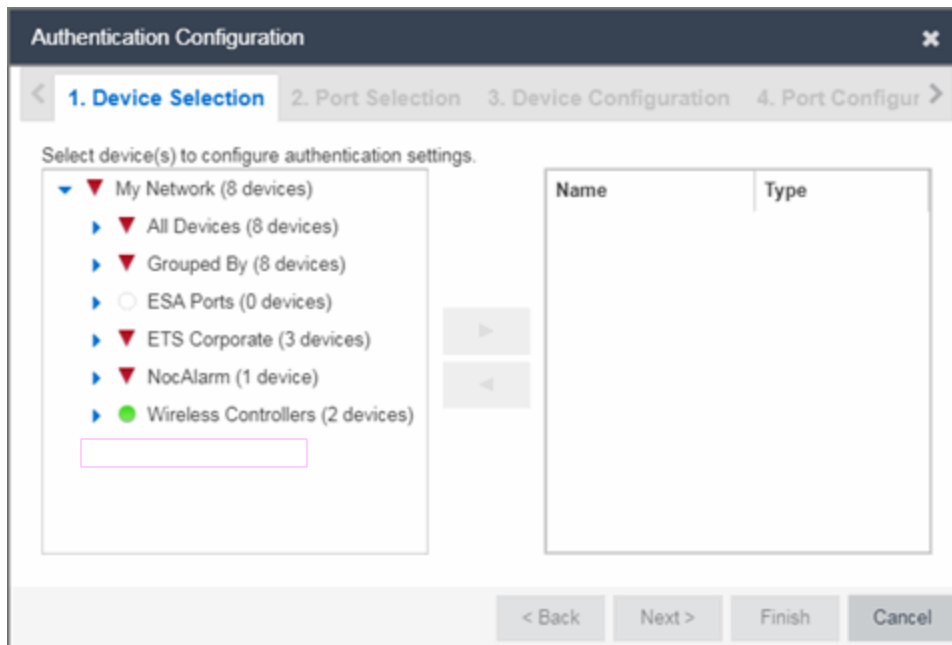 Authentication Configuration
1. Device Selection 2. Port Selection 3. Device Configuration 4. Port Configur
Select device(s) to configure authentication settings.
My Network (8 devices)
All Devices (8 devices)
Grouped By (8 devices)
ESA Ports (0 devices)
ETS Corporate (3 devices)
NocAlarm (1 device)
Wireless Controllers (2 devices)
Name Type
< Back Next > Finish Cancel